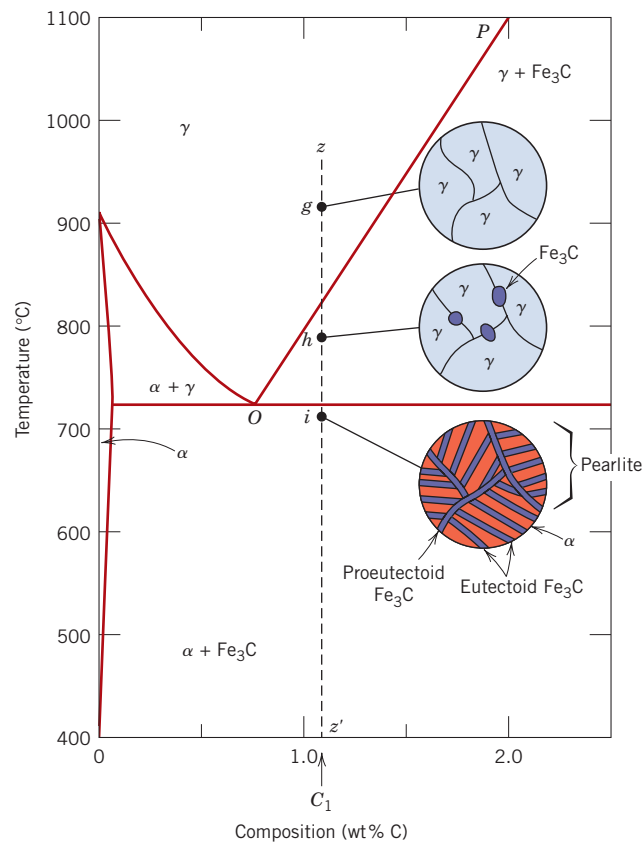 1100
P
γ + Fe₃C
1000
γ
z
γ
γ
γ
γ
g
900
Fe₃C
γ
γ
γ
γ
800
h
Temperature (°C)
α + γ
O
i
700
α
Pearlite
α
600
Proeutectoid
Fe₃C
Eutectoid Fe₃C
500
α + Fe₃C
z′
400
0
1.0
2.0
C₁
Composition (wt% C)